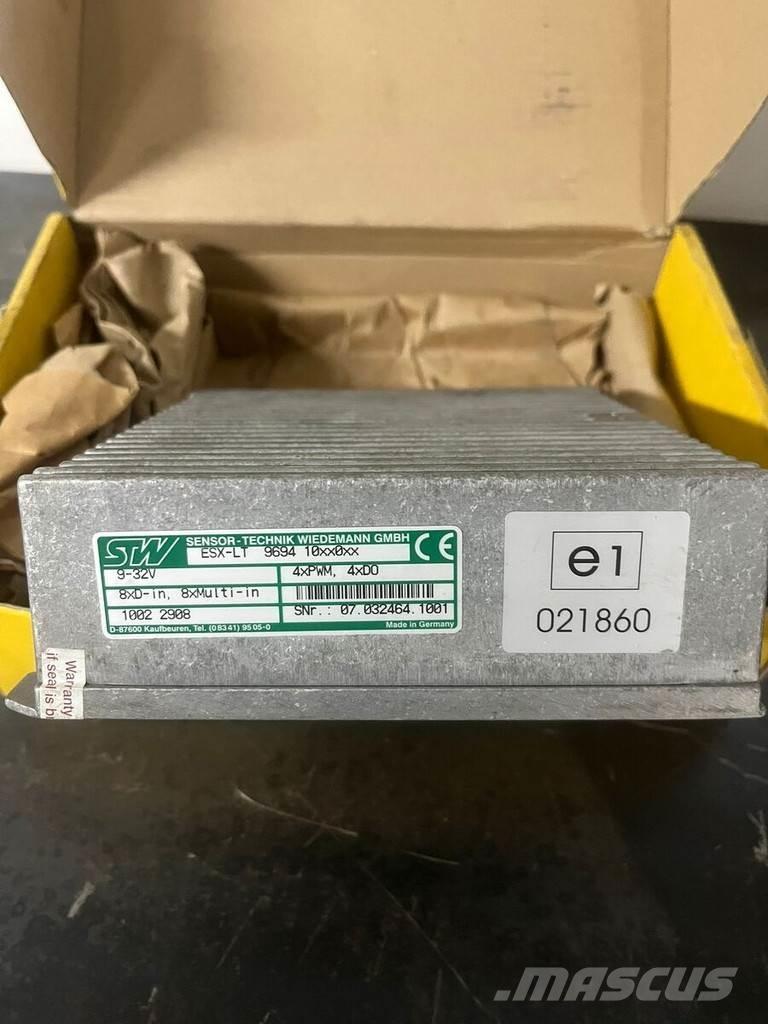 STW SENSOR-TECHNIK WIEDEMANN GMBH CE
ESX-LT 9694 10xx0xx
9-32V 4xPWM, 4xDO
8xD-in, 8xMulti-in
1002 2908 SNr.: 07.032464.1001
D-87600 Kaufbeuren, Tel. (08341) 9505-0 Made in Germany
e1
021860
Warranty
if seal is b
MASCUS